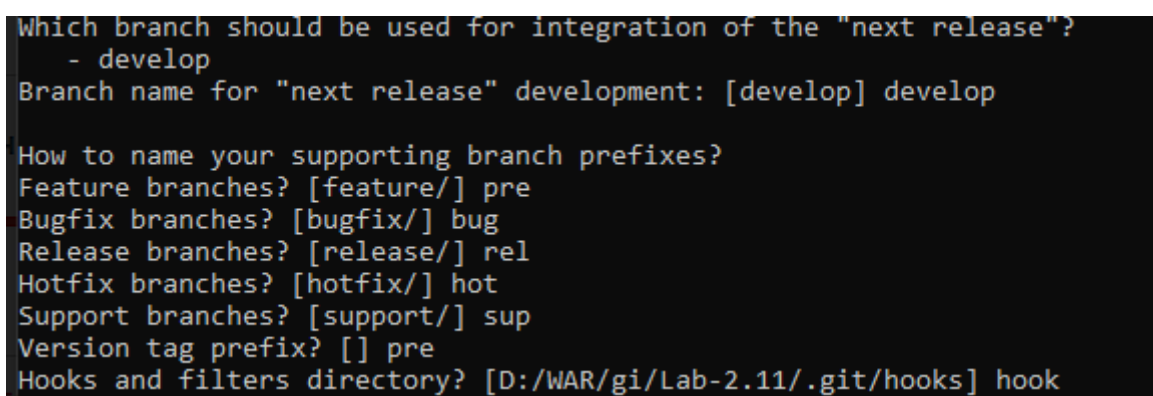 Which branch should be used for integration of the "next release"?
- develop
Branch name for "next release" development: [develop] develop
How to name your supporting branch prefixes?
Feature branches? [feature/] pre
Bugfix branches? [bugfix/] bug
Release branches? [release/] rel
Hotfix branches? [hotfix/] hot
Support branches? [support/] sup
Version tag prefix? [] pre
Hooks and filters directory? [D:/WAR/gi/Lab-2.11/.git/hooks] hook